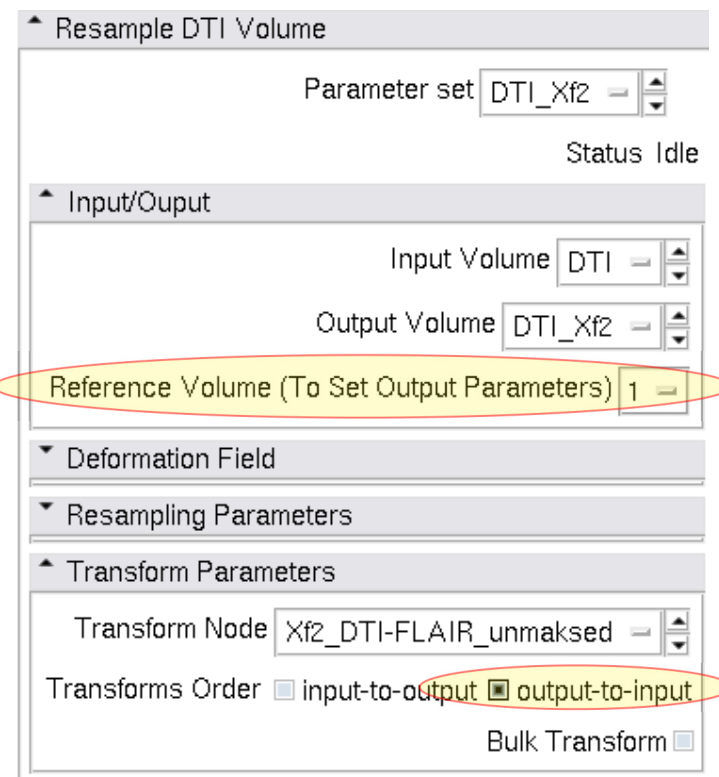 Resample DTI Volume
Parameter set DTI_Xf2
Status Idle
Input/Ouput
Input Volume DTI
Output Volume DTI_Xf2
Reference Volume (To Set Output Parameters) 1
Deformation Field
Resampling Parameters
Transform Parameters
Transform Node Xf2_DTI-FLAIR_unmaksed
Transforms Order input-to-output output-to-input
Bulk Transform